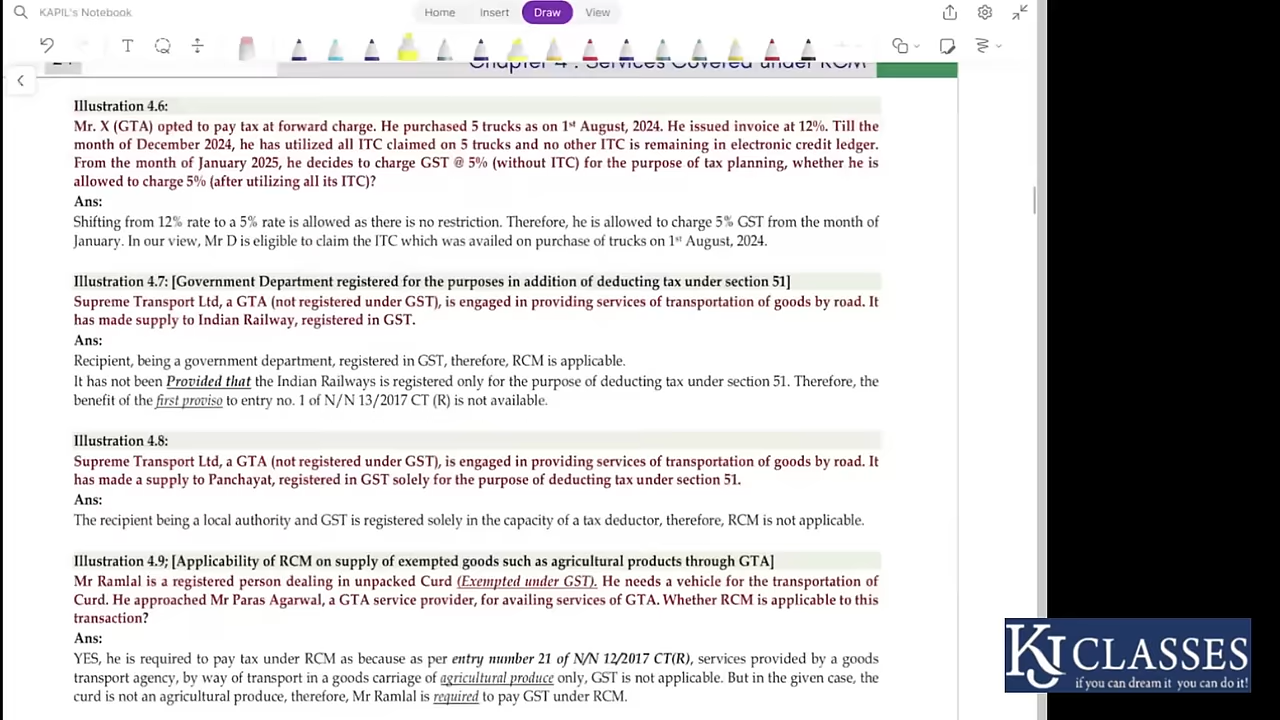 KAPIL's Notebook
Home Insert Draw View
24
Chapter 4 : Services Covered under RCM
Illustration 4.6:
Mr. X (GTA) opted to pay tax at forward charge. He purchased 5 trucks as on 1st August, 2024. He issued invoice at 12%. Till the
month of December 2024, he has utilized all ITC claimed on 5 trucks and no other ITC is remaining in electronic credit ledger.
From the month of January 2025, he decides to charge GST @ 5% (without ITC) for the purpose of tax planning, whether he is
allowed to charge 5% (after utilizing all its ITC)?
Ans:
Shifting from 12% rate to a 5% rate is allowed as there is no restriction. Therefore, he is allowed to charge 5% GST from the month of
January. In our view, Mr D is eligible to claim the ITC which was availed on purchase of trucks on 1st August, 2024.
Illustration 4.7: [Government Department registered for the purposes in addition of deducting tax under section 51]
Supreme Transport Ltd, a GTA (not registered under GST), is engaged in providing services of transportation of goods by road. It
has made supply to Indian Railway, registered in GST.
Ans:
Recipient, being a government department, registered in GST, therefore, RCM is applicable.
It has not been Provided that the Indian Railways is registered only for the purpose of deducting tax under section 51. Therefore, the
benefit of the first proviso to entry no. 1 of N/N 13/2017 CT (R) is not available.
Illustration 4.8:
Supreme Transport Ltd, a GTA (not registered under GST), is engaged in providing services of transportation of goods by road. It
has made a supply to Panchayat, registered in GST solely for the purpose of deducting tax under section 51.
Ans:
The recipient being a local authority and GST is registered solely in the capacity of a tax deductor, therefore, RCM is not applicable.
Illustration 4.9; [Applicability of RCM on supply of exempted goods such as agricultural products through GTA]
Mr Ramlal is a registered person dealing in unpacked Curd (Exempted under GST). He needs a vehicle for the transportation of
Curd. He approached Mr Paras Agarwal, a GTA service provider, for availing services of GTA. Whether RCM is applicable to this
transaction?
Ans:
YES, he is required to pay tax under RCM as because as per entry number 21 of N/N 12/2017 CT(R), services provided by a goods
transport agency, by way of transport in a goods carriage of agricultural produce only, GST is not applicable. But in the given case, the
curd is not an agricultural produce, therefore, Mr Ramlal is required to pay GST under RCM.
KJ CLASSES
if you can dream it you can do it!